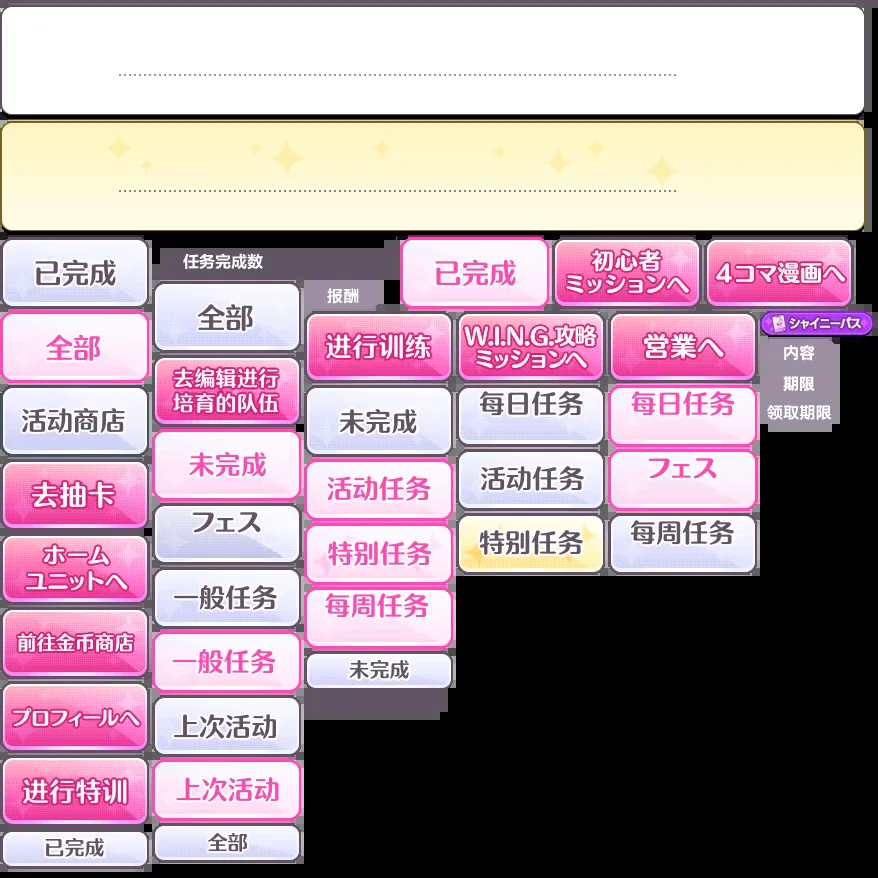 已完成
任务完成数
已完成
初心者
ミッションへ
4コマ漫画へ
全部
全部
报酬
进行训练
W.I.N.G.攻略
ミッションへ
営業へ
シャイニーパス
内容
期限
领取期限
活动商店
去编辑进行
培育的队伍
未完成
每日任务
每日任务
去抽卡
未完成
活动任务
活动任务
フェス
ホーム
ユニットへ
フェス
特别任务
特别任务
每周任务
前往金币商店
一般任务
每周任务
プロフィールへ
一般任务
未完成
进行特训
上次活动
上次活动
已完成
全部